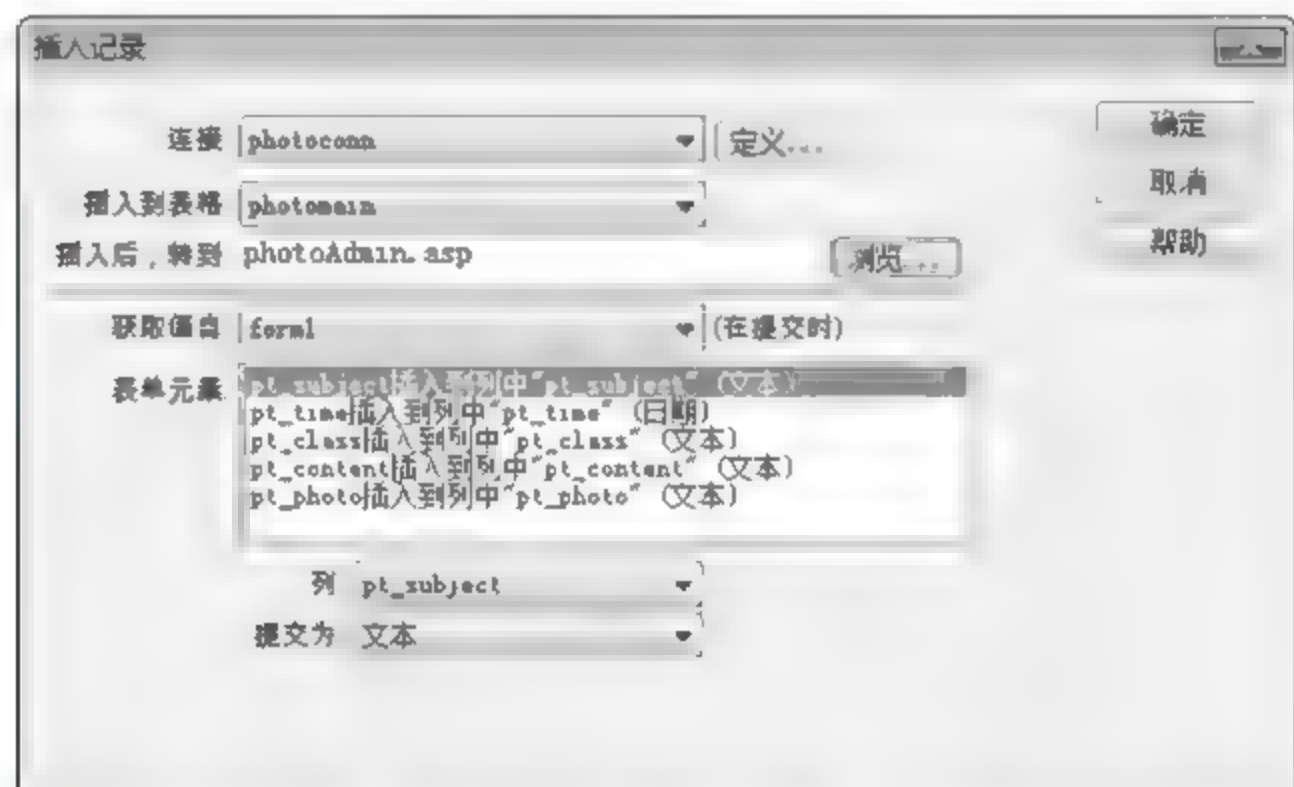 插入记录
连接 photoconn 定义...
确定
取消
插入到表格 photomain
插入后，转到 photoAdmin.asp 浏览...
帮助
获取值自 form1 (在提交时)
表单元素 pt_subject插入到列中"pt_subject" (文本)
pt_time插入到列中"pt_time" (日期)
pt_class插入到列中"pt_class" (文本)
pt_content插入到列中"pt_content" (文本)
pt_photo插入到列中"pt_photo" (文本)
列 pt_subject
提交为 文本